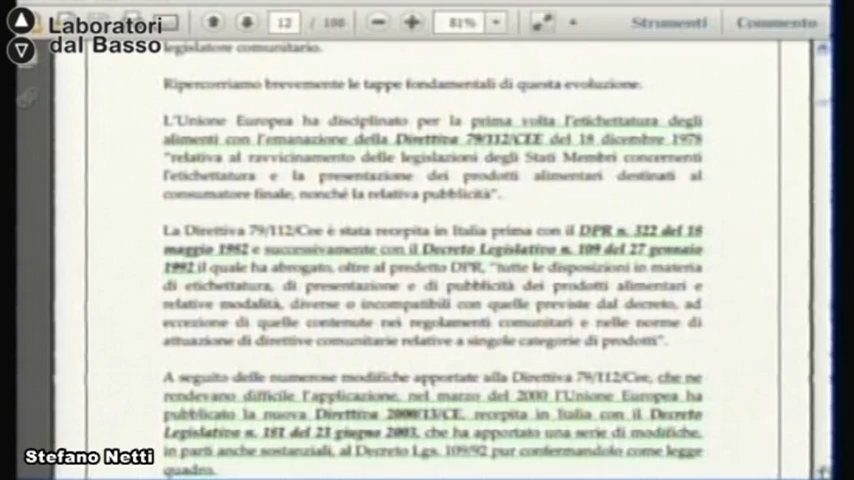 Laboratori
dal Basso
12 / 100
81%
Strumenti
Commento
legislatore comunitario.
Ripercorriamo brevemente le tappe fondamentali di questa evoluzione.
L'Unione Europea ha disciplinato per la prima volta l'etichettatura degli
alimenti con l'emanazione della Direttiva 79/112/CEE del 18 dicembre 1978
"relativa al ravvicinamento delle legislazioni degli Stati Membri concernenti
l'etichettatura e la presentazione dei prodotti alimentari destinati al
consumatore finale, nonché la relativa pubblicità".
La Direttiva 79/112/Cee è stata recepita in Italia prima con il DPR n. 322 del 18
maggio 1982 e successivamente con il Decreto Legislativo n. 109 del 27 gennaio
1992 il quale ha abrogato, oltre al predetto DPR, "tutte le disposizioni in materia
di etichettatura, di presentazione e di pubblicità dei prodotti alimentari e
relative modalità, diverse o incompatibili con quelle previste dal decreto, ad
eccezione di quelle contenute nei regolamenti comunitari e nelle norme di
attuazione di direttive comunitarie relative a singole categorie di prodotti".
A seguito delle numerose modifiche apportate alla Direttiva 79/112/Cee, che ne
rendevano difficile l'applicazione, nel marzo del 2000 l'Unione Europea ha
pubblicato la nuova Direttiva 2000/13/CE, recepita in Italia con il Decreto
Legislativo n. 181 del 23 giugno 2003, che ha apportato una serie di modifiche,
in parti anche sostanziali, al Decreto Lgs. 109/92 pur confermandolo come legge
quadro.
Stefano Netti